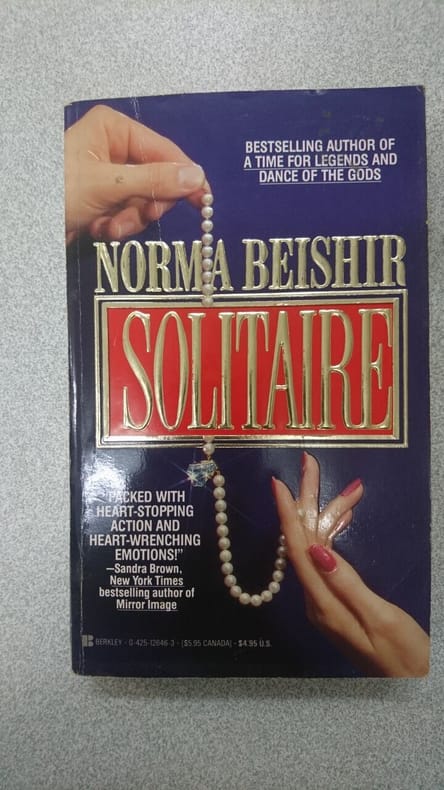 BESTSELLING AUTHOR OF
A TIME FOR LEGENDS AND
DANCE OF THE GODS
NORMA BEISHIR
SOLITAIRE
"PACKED WITH
HEART-STOPPING
ACTION AND
HEART-WRENCHING
EMOTIONS!"
—Sandra Brown,
New York Times
bestselling author of
Mirror Image
B BERKLEY • 0-425-12646-3 • [$5.95 CANADA] • $4.95 U.S.